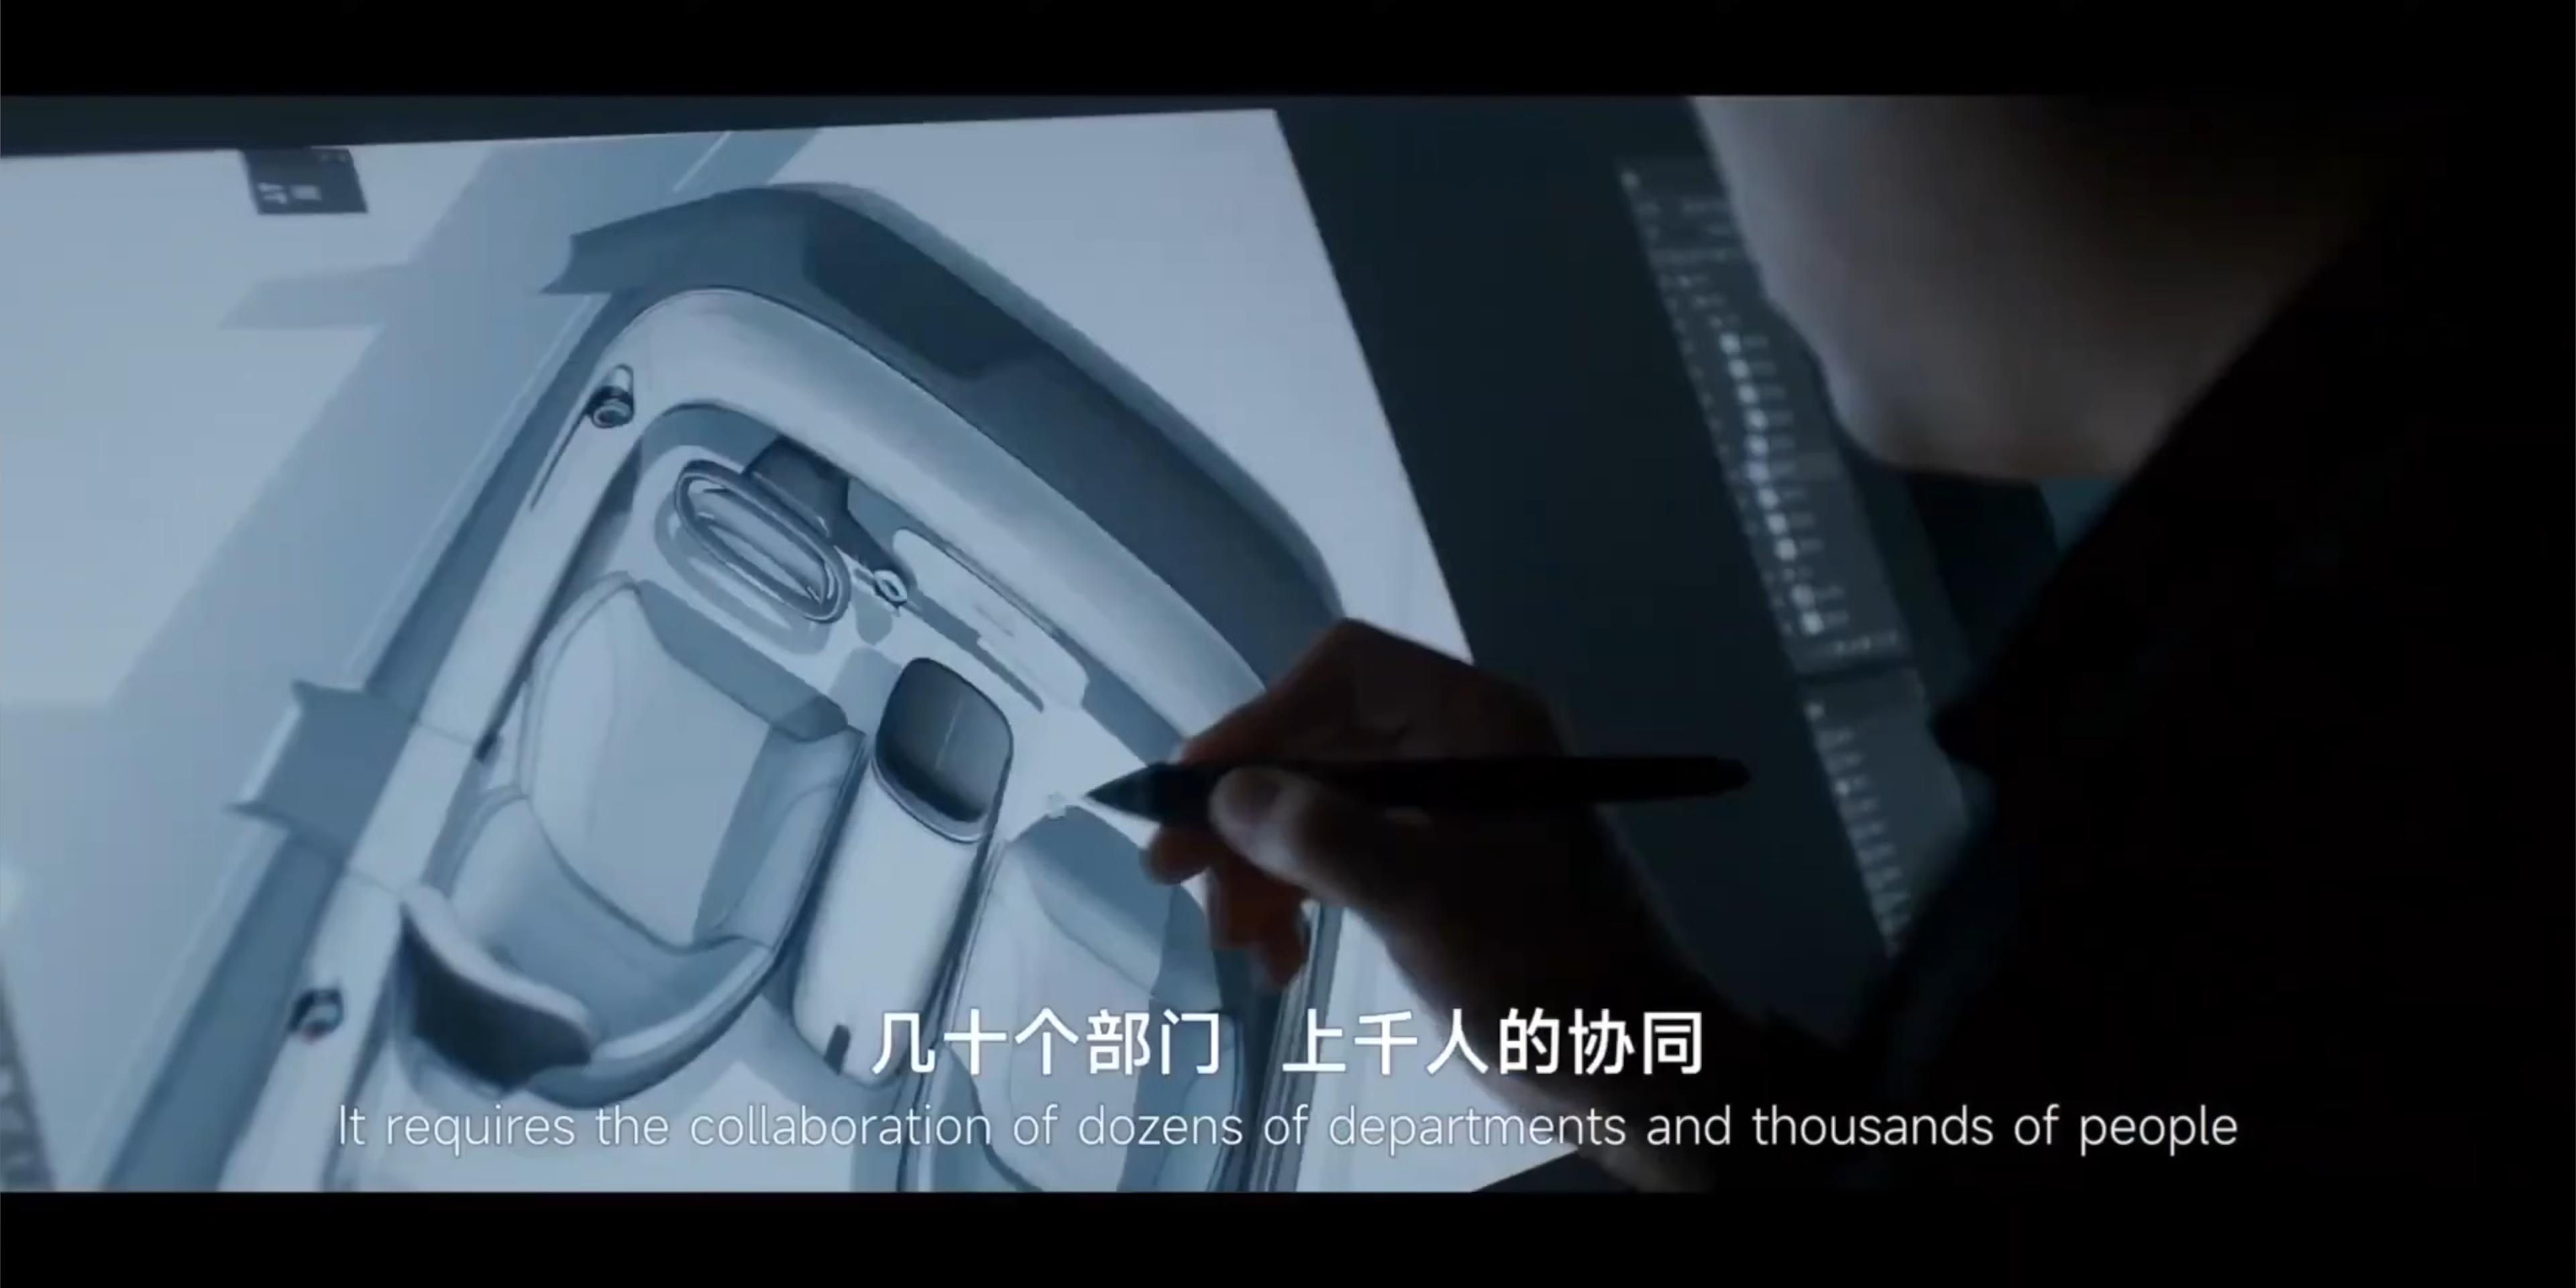 几十个部门 上千人的协同
It requires the collaboration of dozens of departments and thousands of people